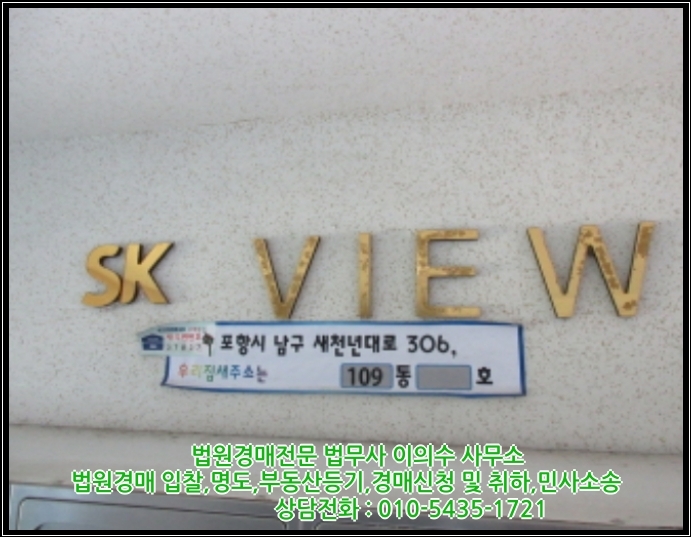 SK VIEW
포항시 남구 새천년대로 306,
우리집새주소는 109 동 호
법원경매전문 법무사 이의수 사무소
법원경매 입찰,명도,부동산등기,경매신청 및 취하,민사소송
상담전화 : 010-5435-1721